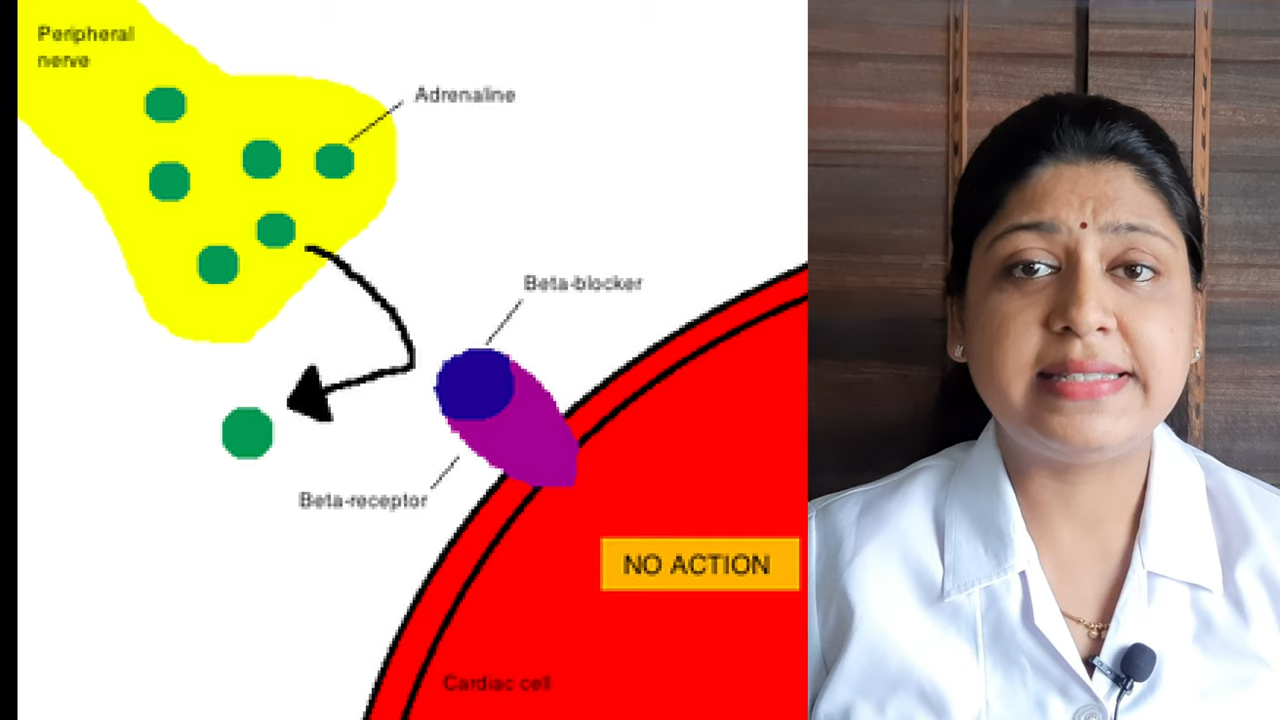 Peripheral
nerve
Adrenaline
Beta-blocker
Beta-receptor
NO ACTION
Cardiac cell